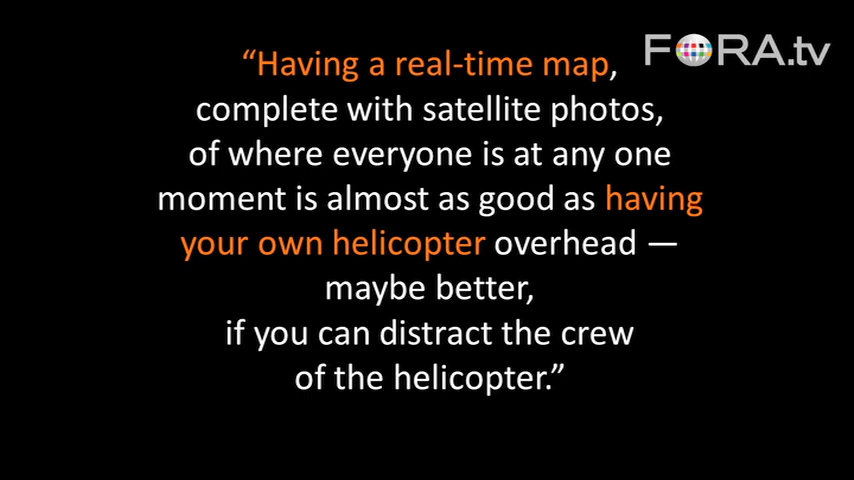 FORA.tv
“Having a real-time map,
complete with satellite photos,
of where everyone is at any one
moment is almost as good as having
your own helicopter overhead —
maybe better,
if you can distract the crew
of the helicopter.”